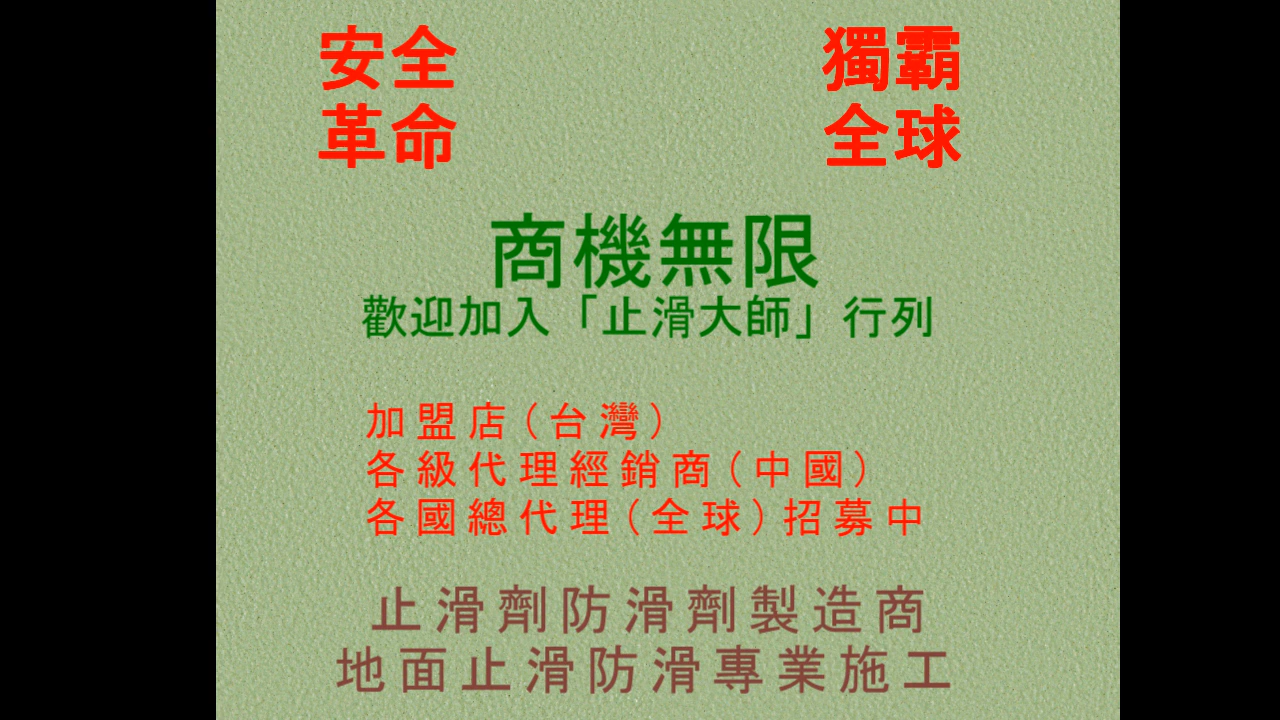 安全
革命
獨霸
全球
商機無限
歡迎加入「止滑大師」行列
加盟店(台灣)
各級代理經銷商(中國)
各國總代理(全球)招募中
止滑劑防滑劑製造商
地面止滑防滑專業施工